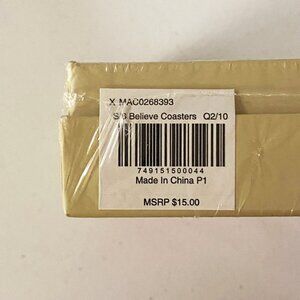 X MAC0268393
S/6 Believe Coasters Q2/10
749151500044
Made In China P1
MSRP $15.00